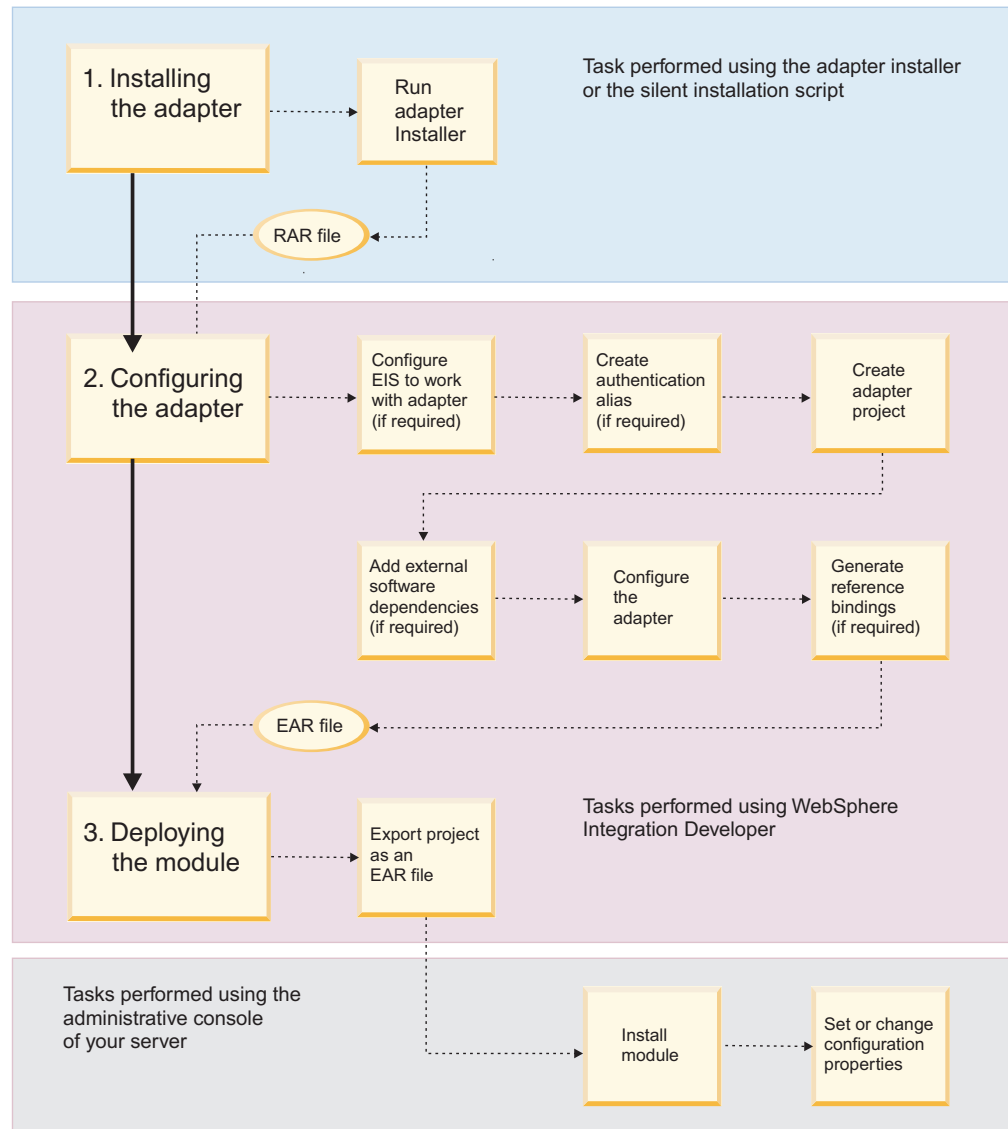 1. Installing
the adapter
Run
adapter
Installer
Task performed using the adapter installer
or the silent installation script
RAR file
2. Configuring
the adapter
Configure
EIS to work
with adapter
(if required)
Create
authentication
alias
(if required)
Create
adapter
project
Add external
software
dependencies
(if required)
Configure
the
adapter
Generate
reference
bindings
(if required)
EAR file
3. Deploying
the module
Export project
as an
EAR file
Tasks performed using WebSphere
Integration Developer
Tasks performed using the
administrative console
of your server
Install
module
Set or change
configuration
properties